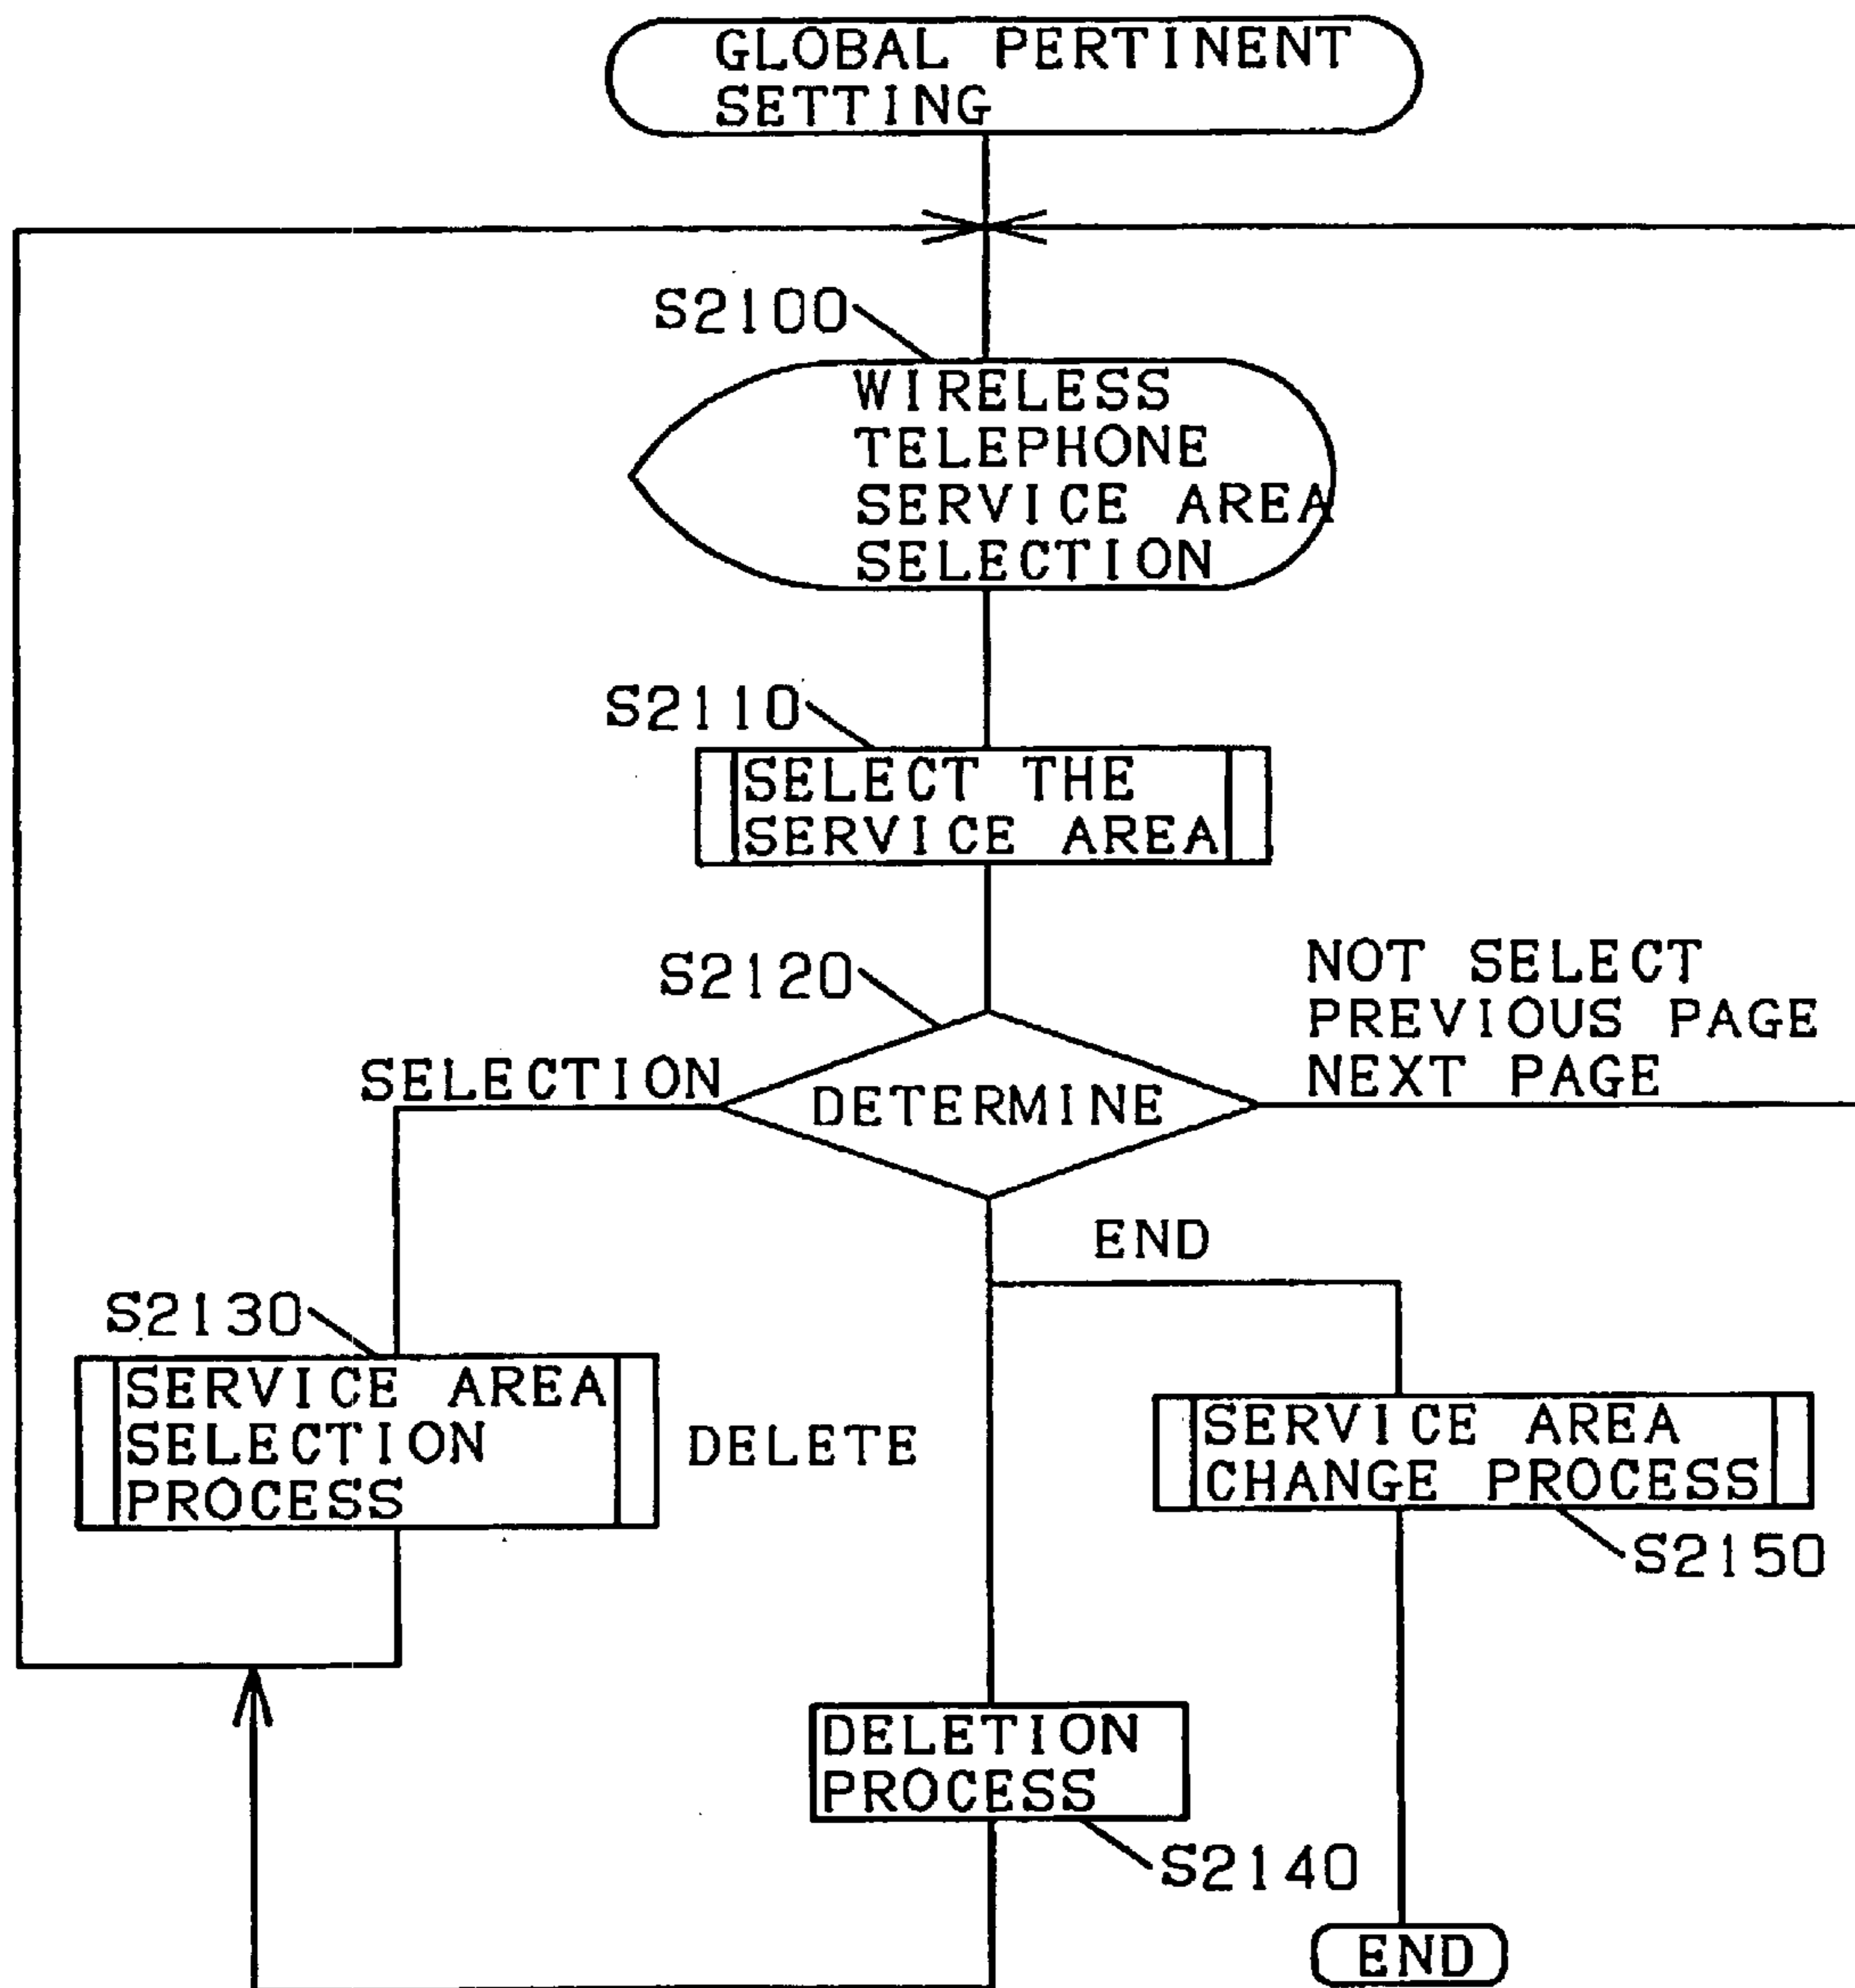 GLOBAL PERTINENT
SETTING
S2100
WIRELESS
TELEPHONE
SERVICE AREA
SELECTION
S2110
SELECT THE
SERVICE AREA
S2120
NOT SELECT
PREVIOUS PAGE
NEXT PAGE
SELECTION
DETERMINE
END
S2130
SERVICE AREA
SELECTION
PROCESS
DELETE
SERVICE AREA
CHANGE PROCESS
S2150
DELETION
PROCESS
S2140
END